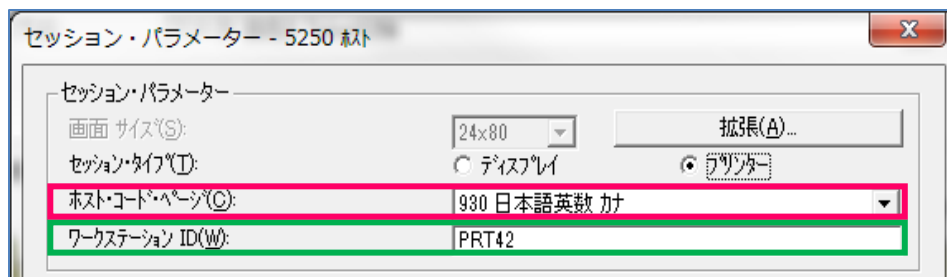 セッション・パラメーター - 5250 ホスト
セッション・パラメーター
画面 サイズ(S):
24x80
拡張(A)...
セッション・タイプ(T):
ディスプレイ
プリンター
ホスト・コード・ページ(C):
930 日本語英数 カナ
ワークステーション ID(W):
PRT42